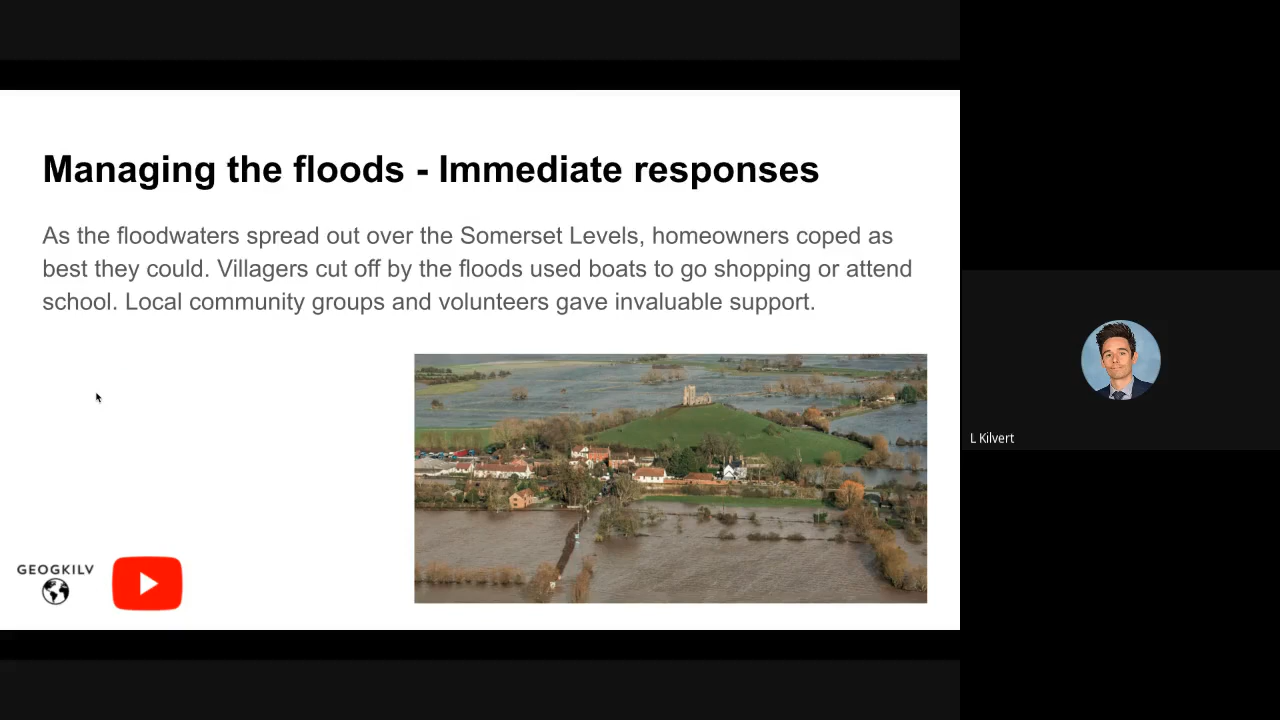 Managing the floods - Immediate responses
As the floodwaters spread out over the Somerset Levels, homeowners coped as
best they could. Villagers cut off by the floods used boats to go shopping or attend
school. Local community groups and volunteers gave invaluable support.
GEOGKILV
L Kilvert